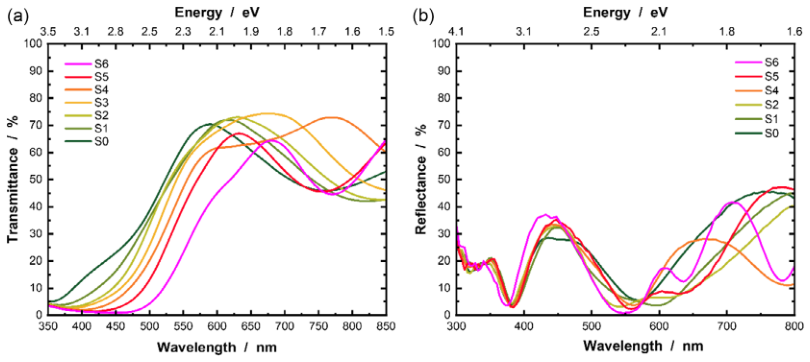 (a)
Energy / eV
3.5 3.1 2.8 2.5 2.3 2.1 1.9 1.8 1.7 1.6 1.5
100
90
80
70
60
50
40
30
20
10
0
Transmittance / %
S6
S5
S4
S3
S2
S1
S0
350 400 450 500 550 600 650 700 750 800 850
Wavelength / nm
(b)
Energy / eV
4.1 3.1 2.5 2.1 1.8 1.6
100
90
80
70
60
50
40
30
20
10
0
Reflectance / %
S6
S5
S4
S2
S1
S0
300 400 500 600 700 800
Wavelength / nm